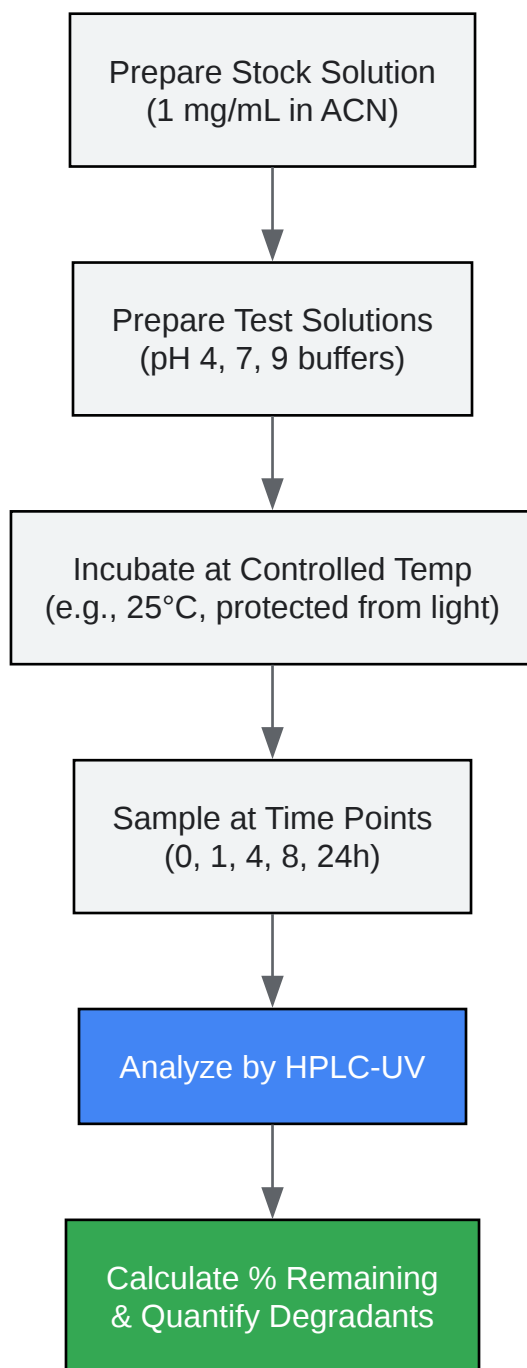 Prepare Stock Solution
(1 mg/mL in ACN)
Prepare Test Solutions
(pH 4, 7, 9 buffers)
Incubate at Controlled Temp
(e.g., 25°C, protected from light)
Sample at Time Points
(0, 1, 4, 8, 24h)
Analyze by HPLC-UV
Calculate % Remaining
& Quantify Degradants